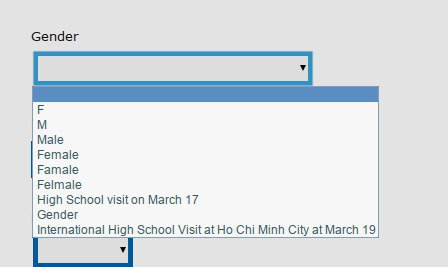 Gender
F
M
Male
Female
Famale
Felmale
High School visit on March 17
Gender
International High School Visit at Ho Chi Minh City at March 19